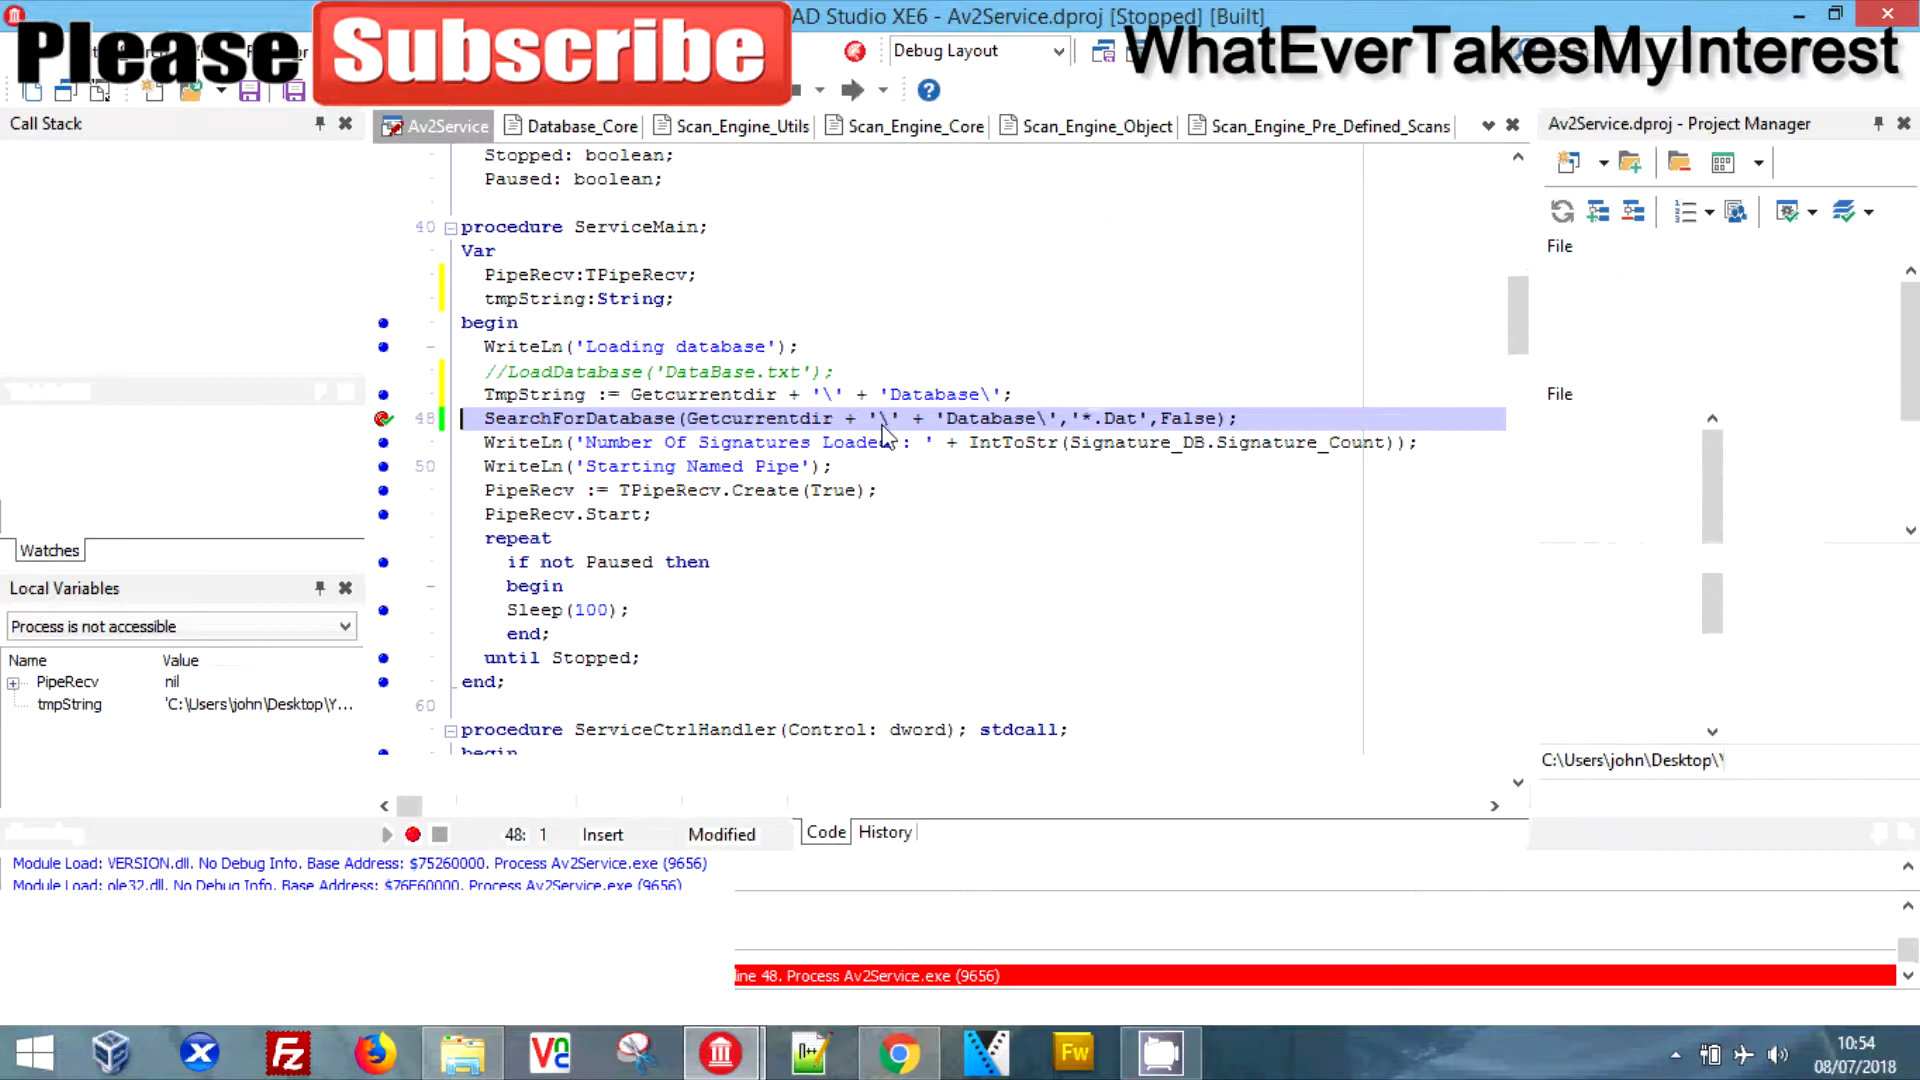 Please Subscribe
AD Studio XE6 - Av2Service.dproj [Stopped] [Built]
WhatEverTakesMyInterest
Debug Layout
Call Stack
Av2Service
Database_Core
Scan_Engine_Utils
Scan_Engine_Core
Scan_Engine_Object
Scan_Engine_Pre_Defined_Scans
Av2Service.dproj - Project Manager
Stopped: boolean;
Paused: boolean;
40 procedure ServiceMain;
Var
PipeRecv:TPipeRecv;
tmpString:String;
begin
WriteLn('Loading database');
//LoadDatabase('DataBase.txt');
TmpString := Getcurrentdir + '\' + 'Database\';
48 SearchForDatabase(Getcurrentdir + '\' + 'Database\','*.Dat',False);
WriteLn('Number Of Signatures Loaded : ' + IntToStr(Signature_DB.Signature_Count));
50 WriteLn('Starting Named Pipe');
PipeRecv := TPipeRecv.Create(True);
PipeRecv.Start;
repeat
if not Paused then
begin
Sleep(100);
end;
until Stopped;
end;
60
procedure ServiceCtrlHandler(Control: dword); stdcall;
begin
File
File
C:\Users\john\Desktop\
Watches
Local Variables
Process is not accessible
Name Value
PipeRecv nil
tmpString 'C:\Users\john\Desktop\Y...
48: 1 Insert Modified
Code History
Module Load: VERSION.dll. No Debug Info. Base Address: $75260000. Process Av2Service.exe (9656)
Module Load: ole32.dll. No Debug Info. Base Address: $76E60000. Process Av2Service.exe (9656)
ine 48. Process Av2Service.exe (9656)
10:54
08/07/2018